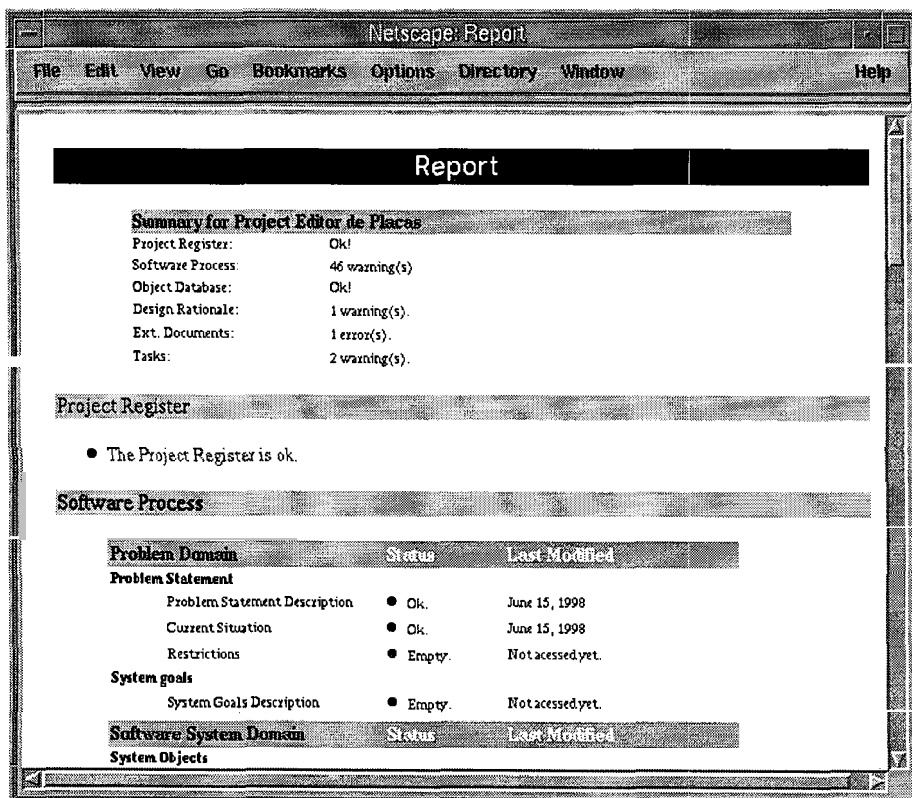 Netscape: Report
File Edit View Go Bookmarks Options Directory Window Help
Report
Summary for Project Editor de Placas
Project Register: Ok!
Software Process: 46 warning(s)
Object Database: Ok!
Design Rationale: 1 warning(s).
Ext. Documents: 1 error(s).
Tasks: 2 warning(s).
Project Register
● The Project Register is ok.
Software Process
Problem Domain Status Last Modified
Problem Statement
Problem Statement Description ● Ok. June 15, 1998
Current Situation ● Ok. June 15, 1998
Restrictions ● Empty. Not acessed yet.
System goals
System Goals Description ● Empty. Not acessed yet.
Software System Domain Status Last Modified
System Objects